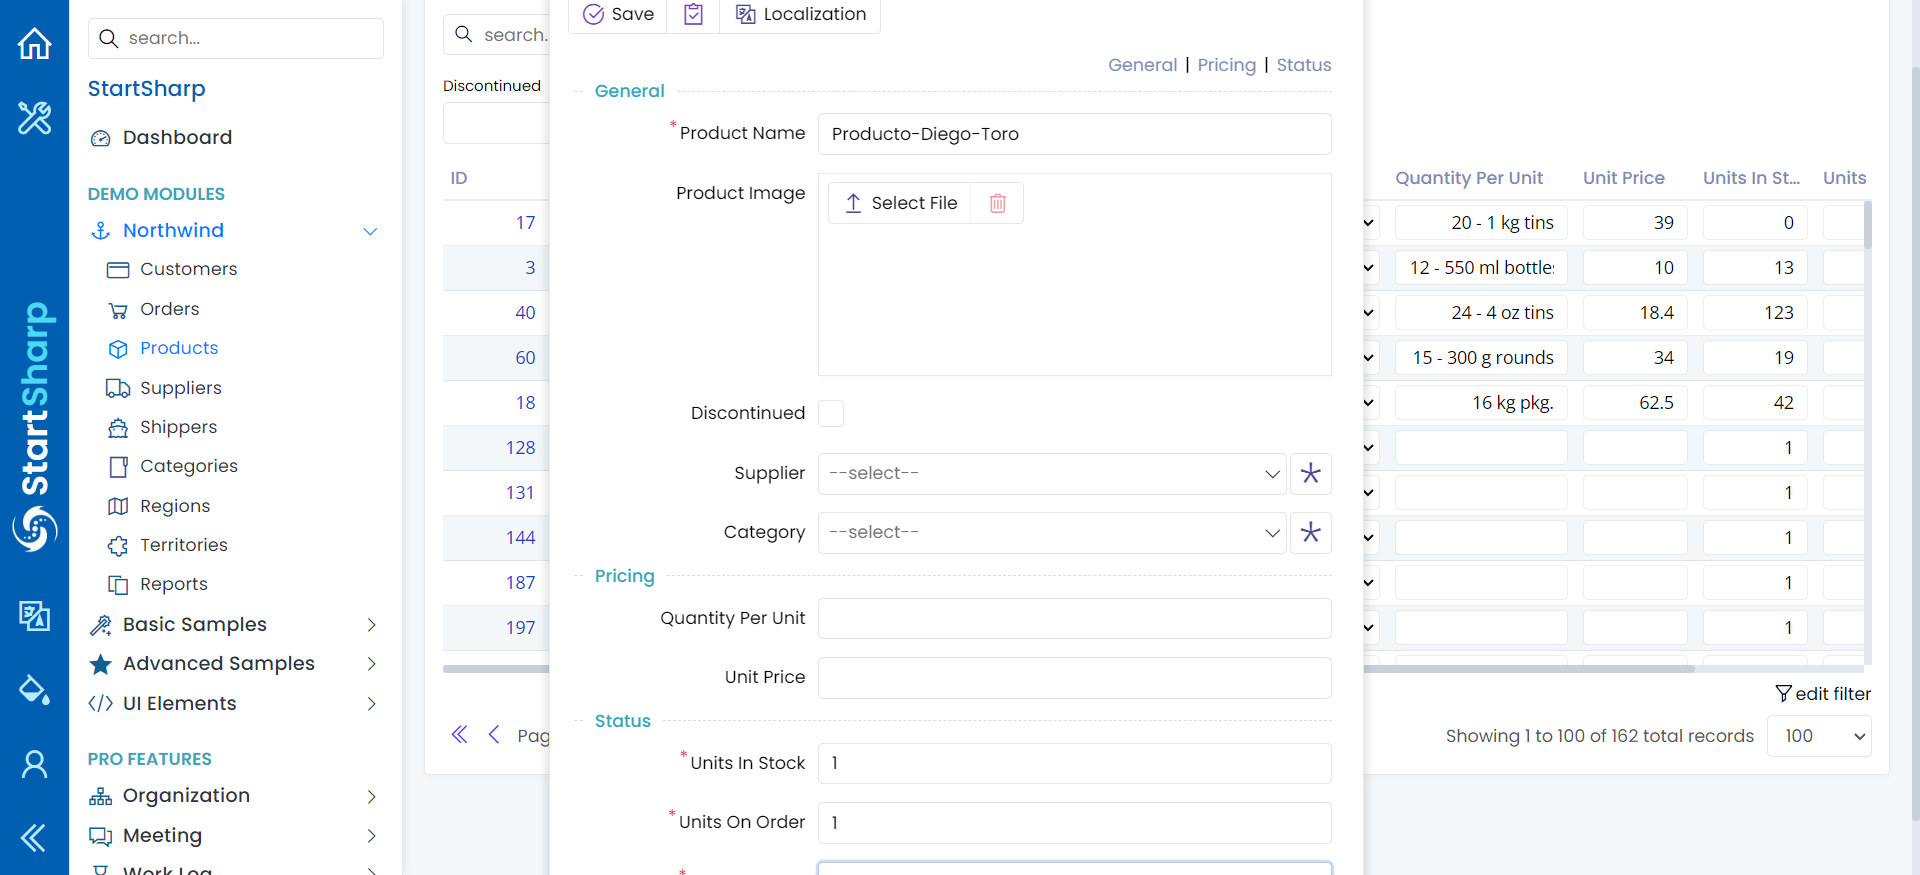 search...
StartSharp
Dashboard
DEMO MODULES
Northwind
Customers
Orders
Products
Suppliers
Shippers
Categories
Regions
Territories
Reports
Basic Samples
Advanced Samples
UI Elements
PRO FEATURES
Organization
Meeting
Work Log
StartSharp
search.
Discontinued
ID
17
3
40
60
18
128
131
144
187
197
Pag
Save
Localization
General | Pricing | Status
General
* Product Name Producto-Diego-Toro
Product Image Select File
Discontinued
Supplier --select--
Category --select--
Pricing
Quantity Per Unit
Unit Price
Status
* Units In Stock 1
* Units On Order 1
*
Quantity Per Unit Unit Price Units In St... Units
20 - 1 kg tins 39 0
12 - 550 ml bottles 10 13
24 - 4 oz tins 18.4 123
15 - 300 g rounds 34 19
16 kg pkg. 62.5 42
1
1
1
1
1
edit filter
Showing 1 to 100 of 162 total records 100